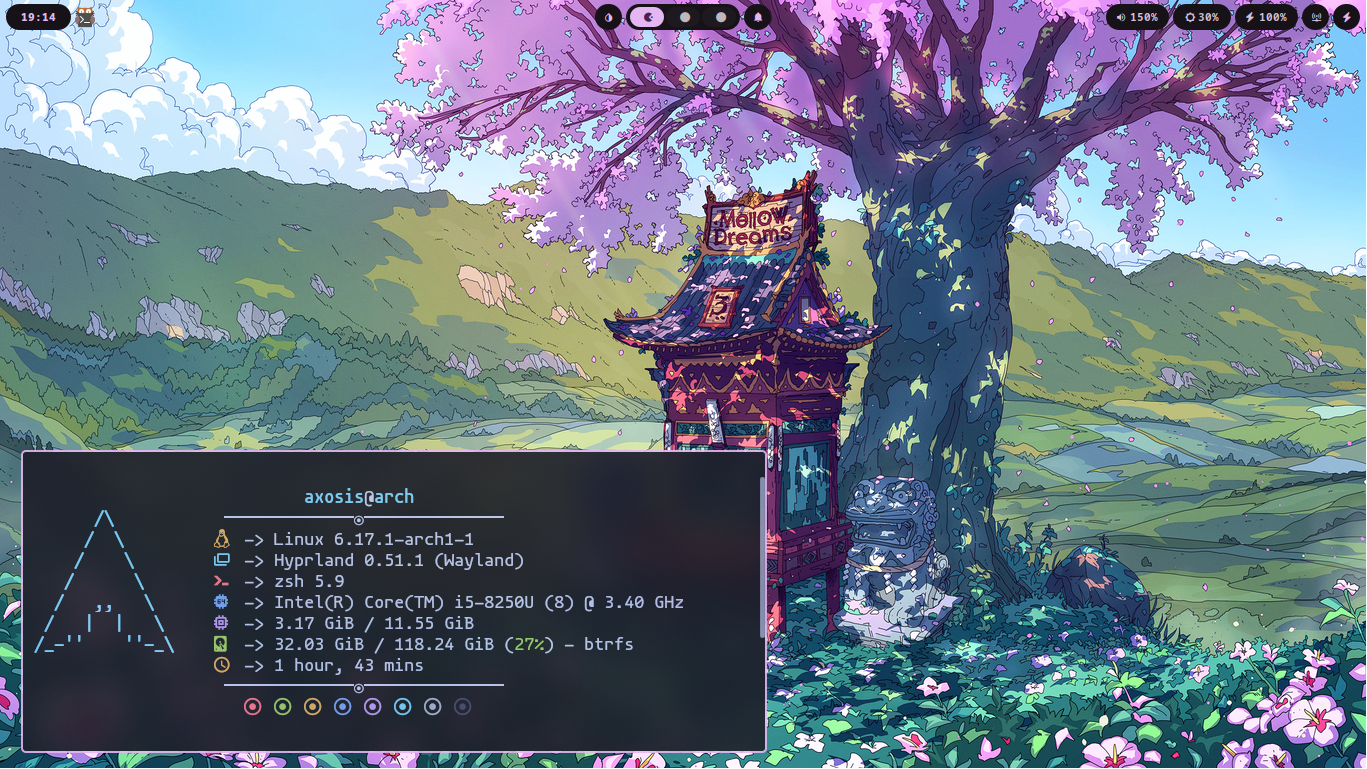 19:14
150%
30%
100%
Mellow
Dreams
axosis@arch
-> Linux 6.17.1-arch1-1
-> Hyprland 0.51.1 (Wayland)
-> zsh 5.9
-> Intel(R) Core(TM) i5-8250U (8) @ 3.40 GHz
-> 3.17 GiB / 11.55 GiB
-> 32.03 GiB / 118.24 GiB (27%) - btrfs
-> 1 hour, 43 mins